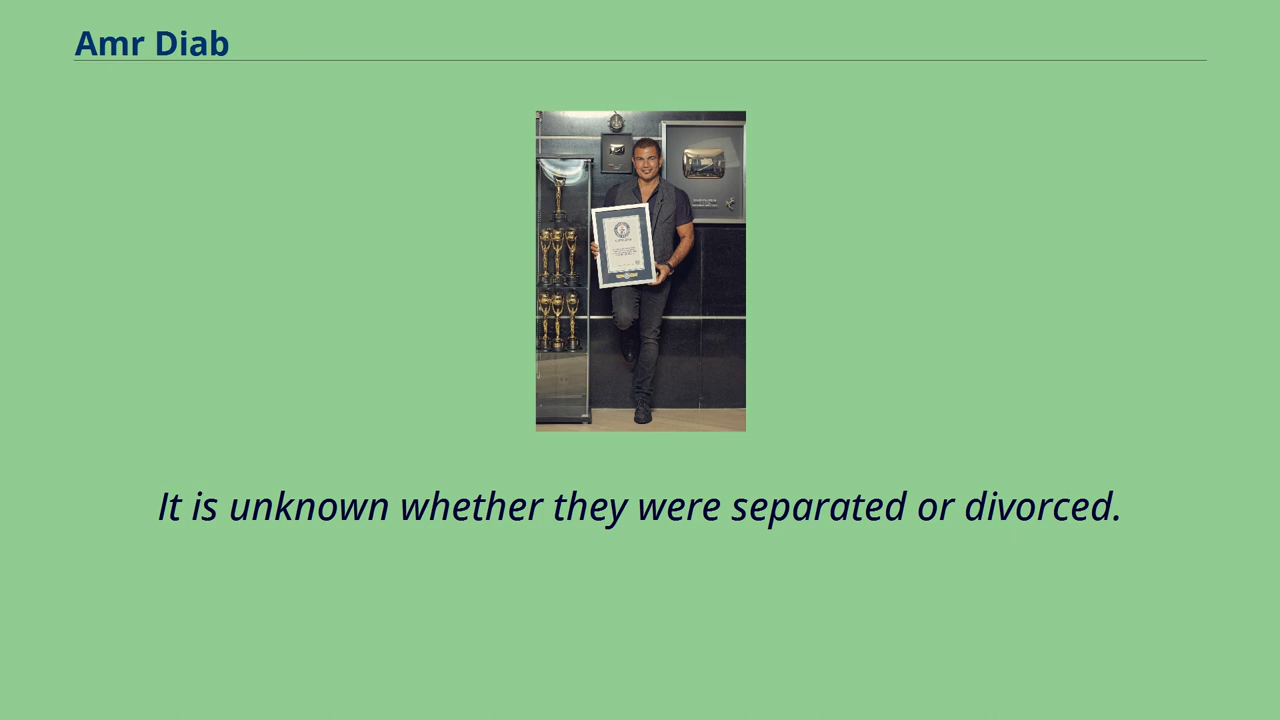 Amr Diab
It is unknown whether they were separated or divorced.